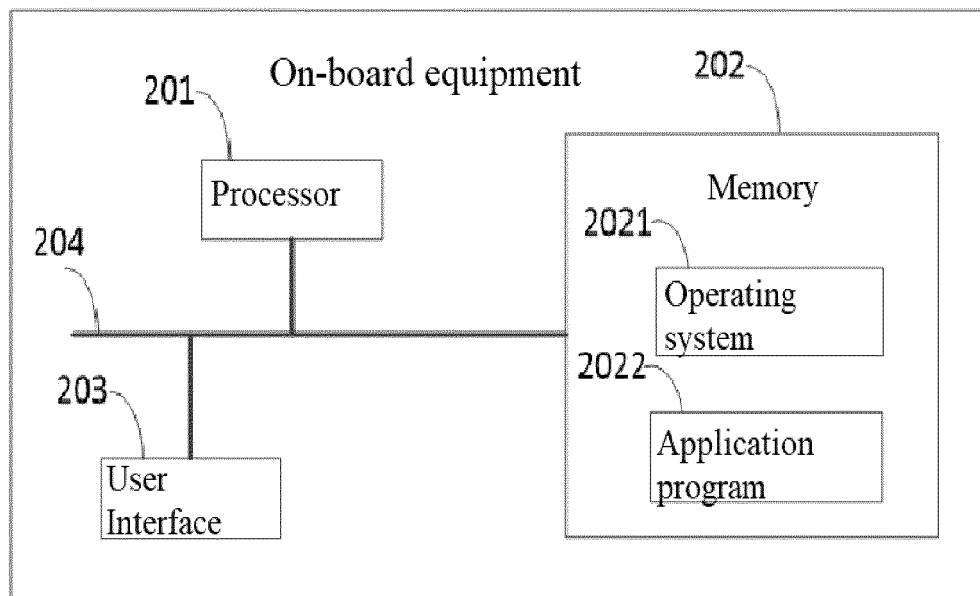 On-board equipment
202
201
Processor
Memory
2021
204
Operating
system
2022
203
Application
program
User
Interface